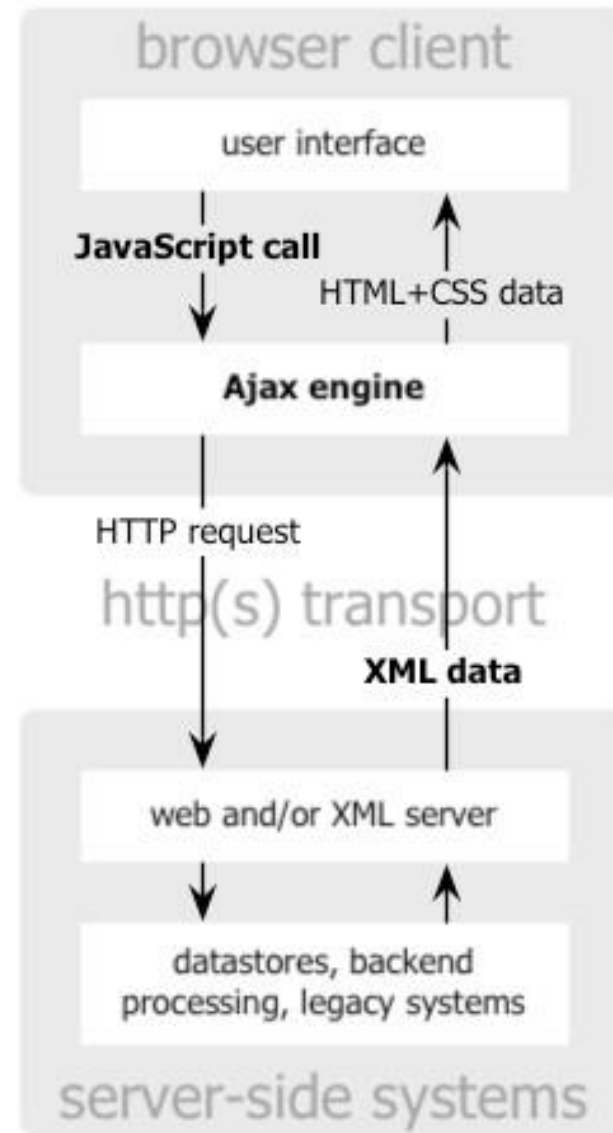 browser client
user interface
JavaScript call
HTML+CSS data
Ajax engine
HTTP request
http(s) transport
XML data
web and/or XML server
datastores, backend
processing, legacy systems
server-side systems